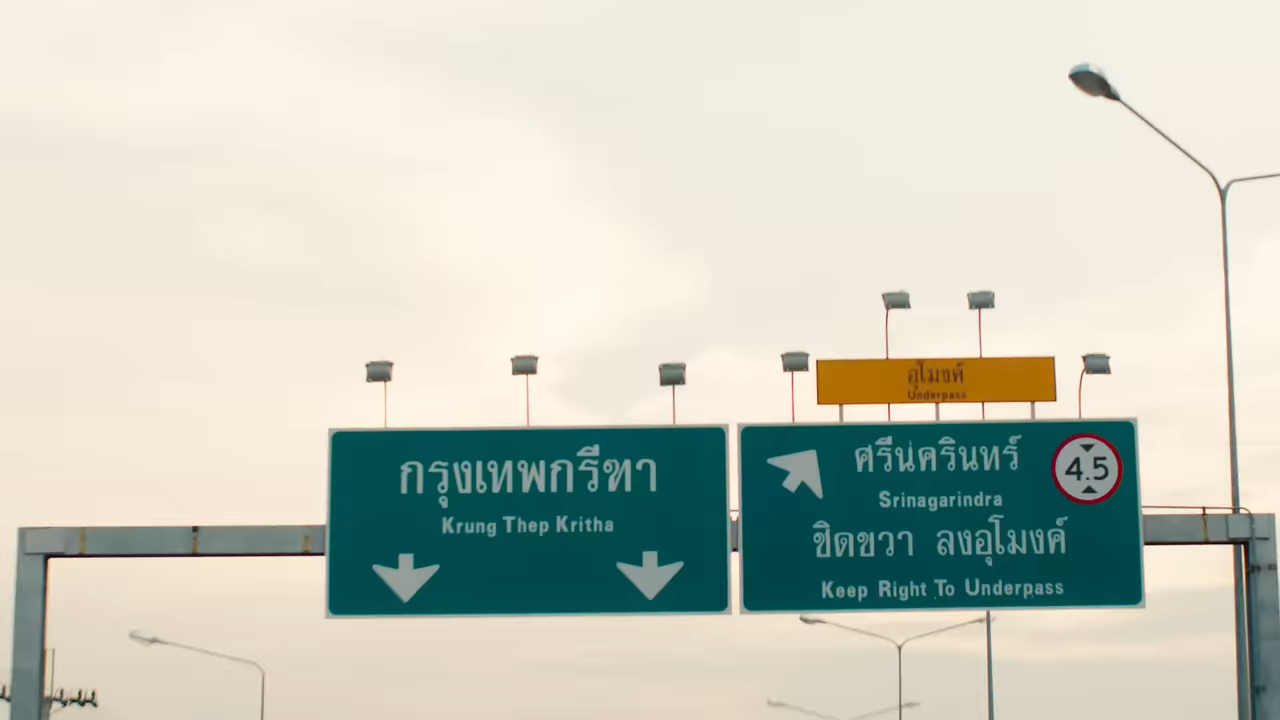 กรุงเทพกรีฑา
Krung Thep Kritha
อุโมงค์
Underpass
ศรีนครินทร์
Srinagarindra
4.5
ชิดขวา ลงอุโมงค์
Keep Right To Underpass